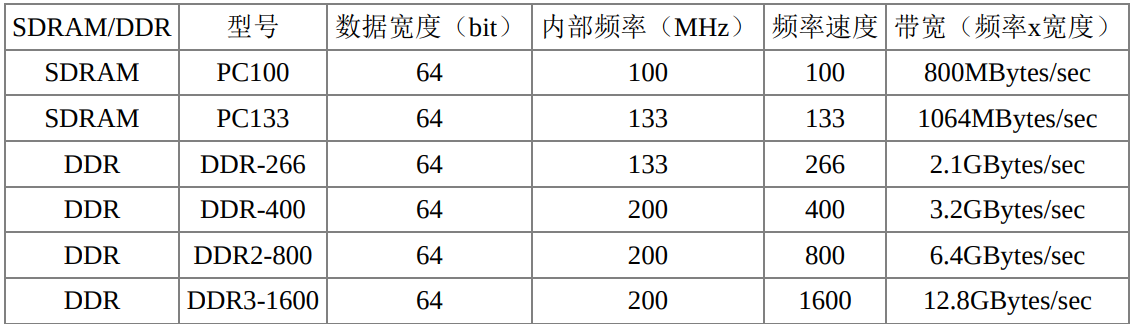 SDRAM/DDR 型号 数据宽度（bit） 内部频率（MHz） 频率速度 带宽（频率x宽度）
SDRAM PC100 64 100 100 800MBytes/sec
SDRAM PC133 64 133 133 1064MBytes/sec
DDR DDR-266 64 133 266 2.1GBytes/sec
DDR DDR-400 64 200 400 3.2GBytes/sec
DDR DDR2-800 64 200 800 6.4GBytes/sec
DDR DDR3-1600 64 200 1600 12.8GBytes/sec